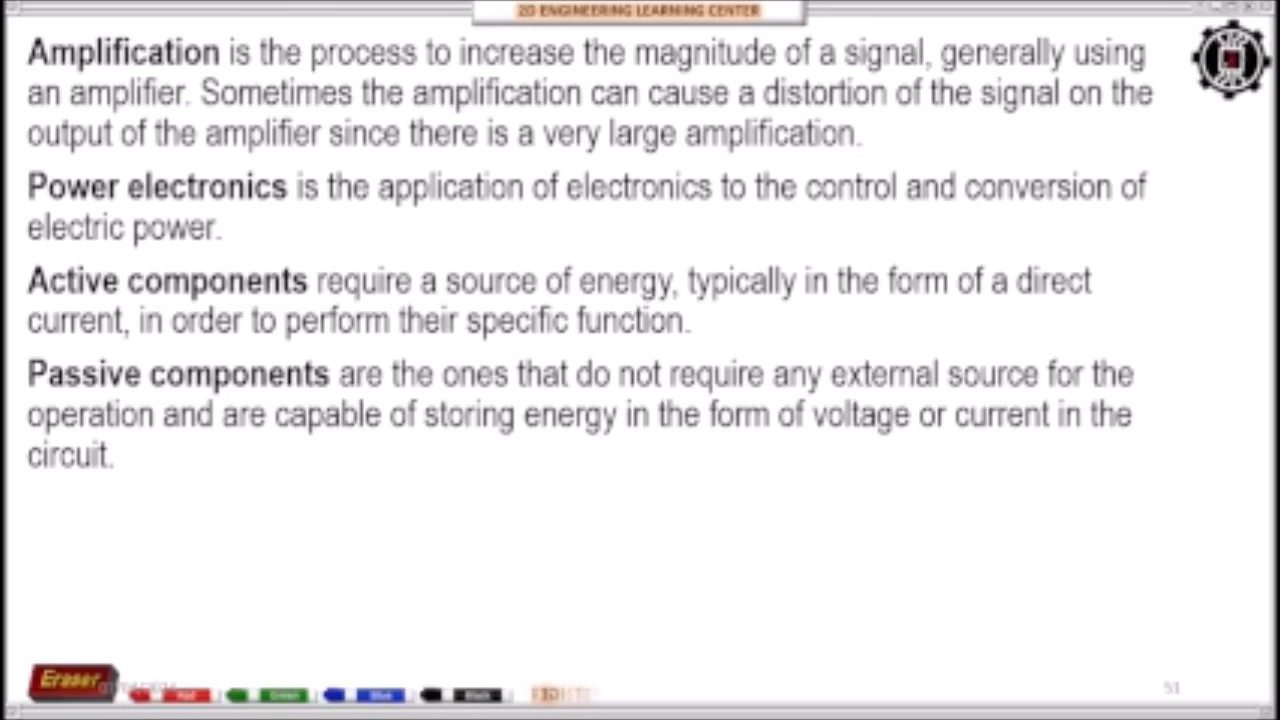 2D ENGINEERING LEARNING CENTER
Amplification is the process to increase the magnitude of a signal, generally using
an amplifier. Sometimes the amplification can cause a distortion of the signal on the
output of the amplifier since there is a very large amplification.
Power electronics is the application of electronics to the control and conversion of
electric power.
Active components require a source of energy, typically in the form of a direct
current, in order to perform their specific function.
Passive components are the ones that do not require any external source for the
operation and are capable of storing energy in the form of voltage or current in the
circuit.
Eraser Red Green Blue Black 51